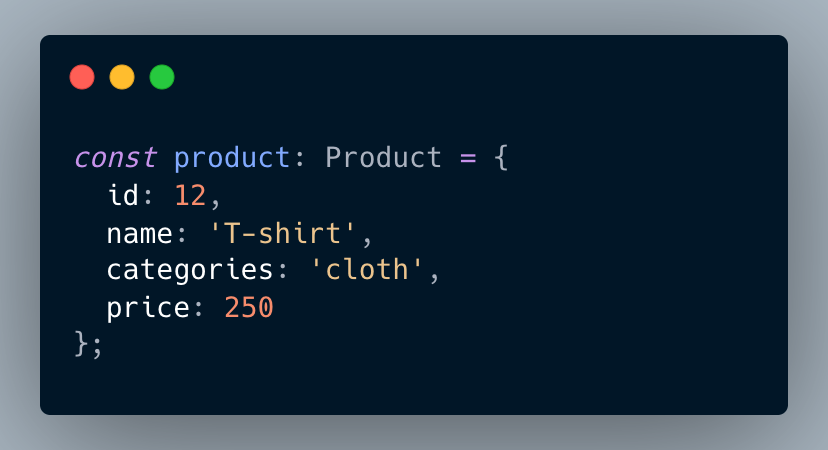 const product: Product = {
  id: 12,
  name: 'T-shirt',
  categories: 'cloth',
  price: 250
};